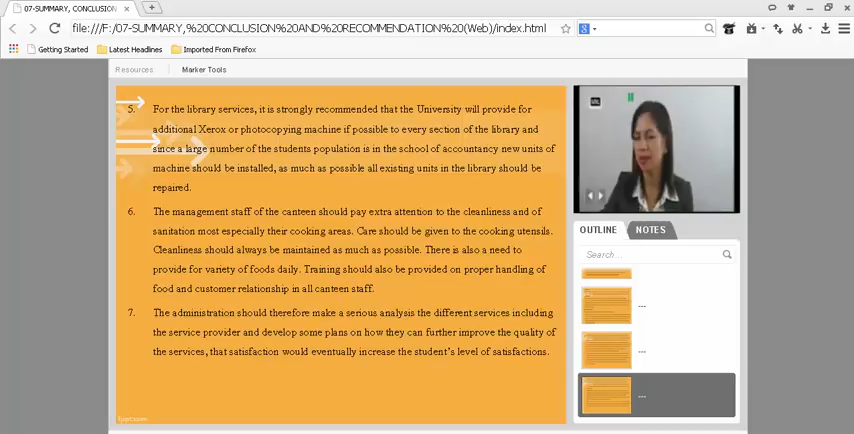 07-SUMMARY, CONCLUSION
file:///F:/07-SUMMARY,%20CONCLUSION%20AND%20RECOMMENDATION%20(Web)/index.html
Getting Started
Latest Headlines
Imported From Firefox
Resources
Marker Tools
5. For the library services, it is strongly recommended that the University will provide for
additional Xerox or photocopying machine if possible to every section of the library and
since a large number of the students population is in the school of accountancy new units of
machine should be installed, as much as possible all existing units in the library should be
repaired.
6. The management staff of the canteen should pay extra attention to the cleanliness and of
sanitation most especially their cooking areas. Care should be given to the cooking utensils.
Cleanliness should always be maintained as much as possible. There is also a need to
provide for variety of foods daily. Training should also be provided on proper handling of
food and customer relationship in all canteen staff.
7. The administration should therefore make a serious analysis the different services including
the service provider and develop some plans on how they can further improve the quality of
the services, that satisfaction would eventually increase the student's level of satisfactions.
fppt.com
OUTLINE
NOTES
Search...
...
...
...